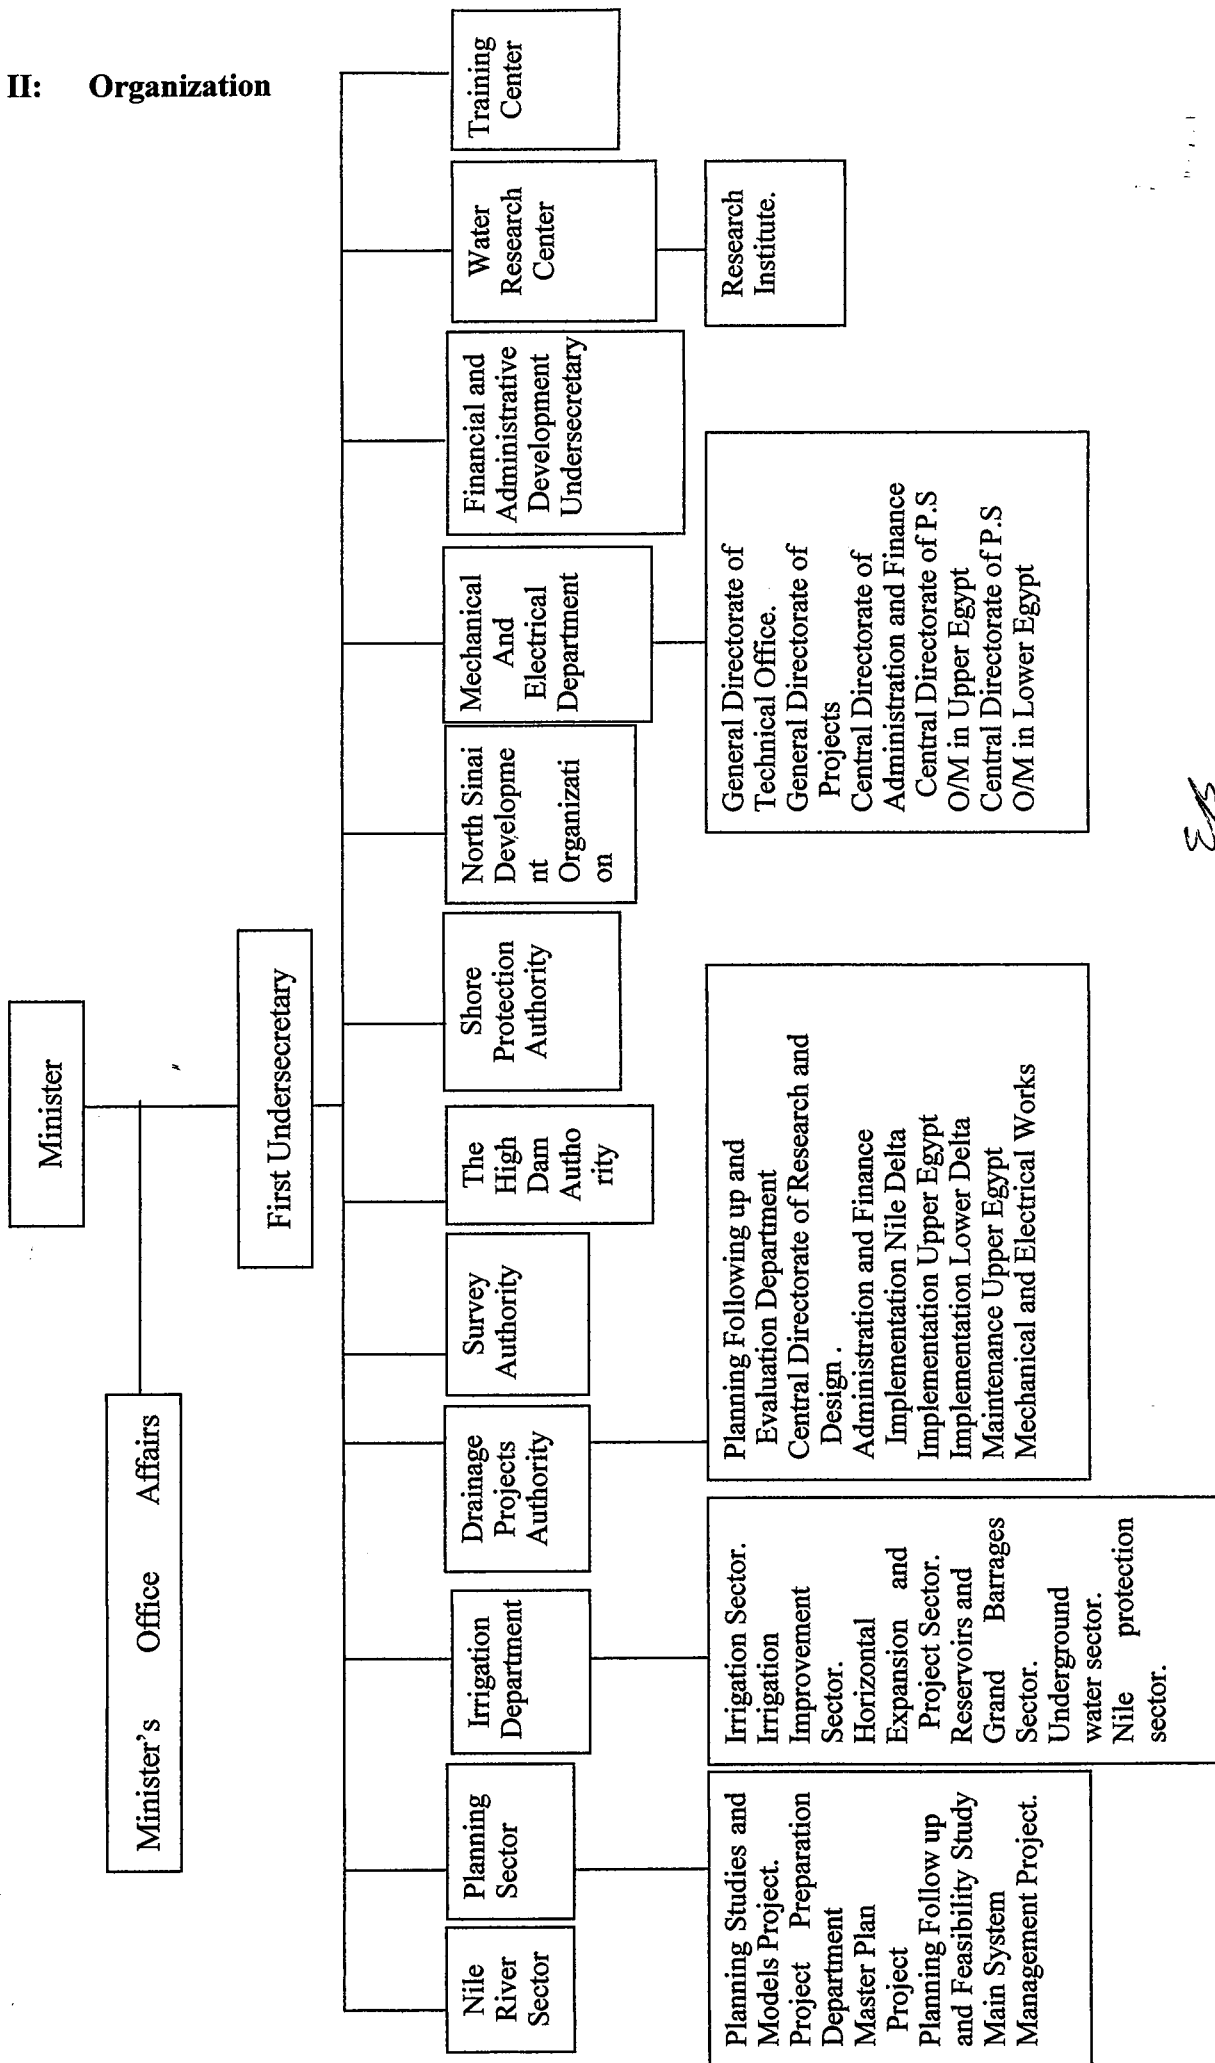 II: Organization
Minister
Minister's Office Affairs
First Undersecretary
Nile
River
Sector
Planning
Sector
Irrigation
Department
Drainage
Projects
Authority
Survey
Authority
The
High
Dam
Autho
rity
Shore
Protection
Authority
North Sinai
Developme
nt
Organizati
on
Mechanical
And
Electrical
Department
Financial and
Administrative
Development
Undersecretary
Water
Research
Center
Training
Center
Planning Studies and
Models Project.
Project Preparation
Department
Master Plan
Project
Planning Follow up
and Feasibility Study
Main System
Management Project.
Irrigation Sector.
Irrigation
Improvement
Sector.
Horizontal
Expansion and
Project Sector.
Reservoirs and
Grand Barrages
Sector.
Underground
water sector.
Nile protection
sector.
Planning Following up and
Evaluation Department
Central Directorate of Research and
Design .
Administration and Finance
Implementation Nile Delta
Implementation Upper Egypt
Implementation Lower Delta
Maintenance Upper Egypt
Mechanical and Electrical Works
General Directorate of
Technical Office.
General Directorate of
Projects
Central Directorate of
Administration and Finance
Central Directorate of P.S
O/M in Upper Egypt
Central Directorate of P.S
O/M in Lower Egypt
Research
Institute.